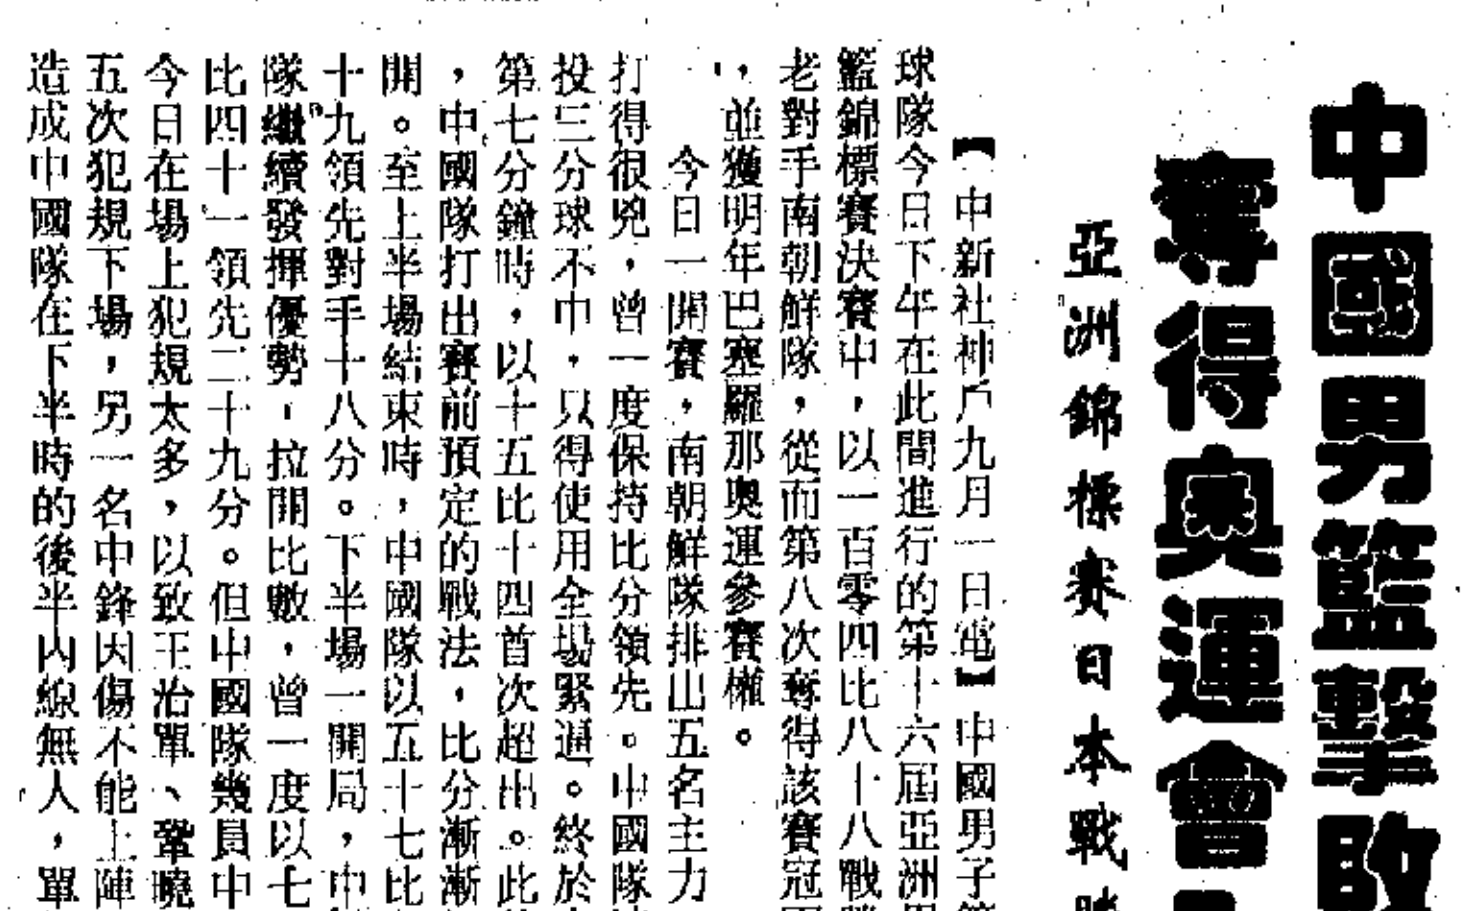 中國男籃擊敗
奪得奧運會
亞洲錦標賽日本戰勝
【中新社神戶九月一日電】中國男子籃
球隊今日下午在此間進行的第十六屆亞洲男
籃錦標賽決賽中，以一百零四比八十八戰勝
老對手南朝鮮隊，從而第八次奪得該賽冠軍
，並獲明年巴塞羅那奧運參賽權。
今日一開賽，南朝鮮隊排出五名主力
打得很兇，曾一度保持比分領先。中國隊
投三分球不中，只得使用全場緊逼。終於
第七分鐘時，以十五比十四首次超出。此
，中國隊打出賽前預定的戰法，比分漸漸
開。至上半場結束時，中國隊以五十七比
十九領先對手十八分。下半場一開局，中
隊繼續發揮優勢，拉開比數，曾一度以七
比四十一領先二十九分。但中國隊幾員中
今日在場上犯規太多，以致王治單、鞏曉
五次犯規下場，另一名中鋒因傷不能上陣
造成中國隊在下半時的後半內線無人，單